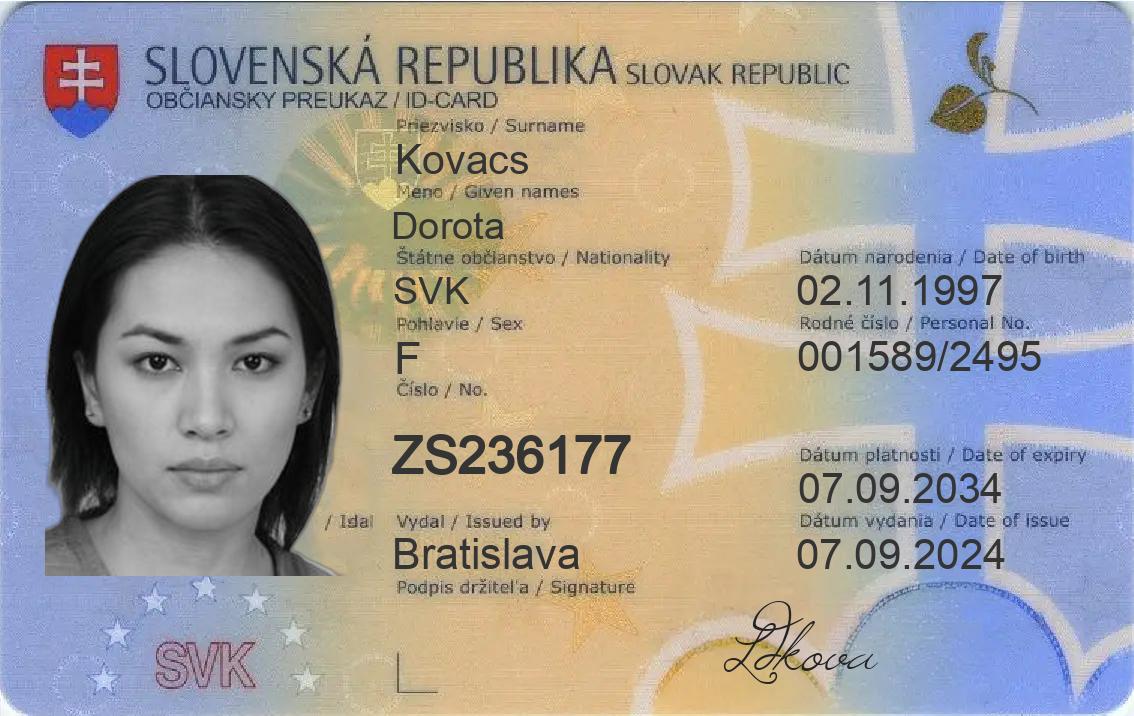 SLOVENSKÁ REPUBLIKA SLOVAK REPUBLIC
OBČIANSKY PREUKAZ / ID-CARD
Priezvisko / Surname
Kovacs
Meno / Given names
Dorota
Štátne občianstvo / Nationality
SVK
Dátum narodenia / Date of birth
02.11.1997
Pohlavie / Sex
F
Rodné číslo / Personal No.
001589/2495
Číslo / No.
ZS236177
Dátum platnosti / Date of expiry
07.09.2034
/ Idal
Vydal / Issued by
Bratislava
Dátum vydania / Date of issue
07.09.2024
Podpis držiteľa / Signature
SVK